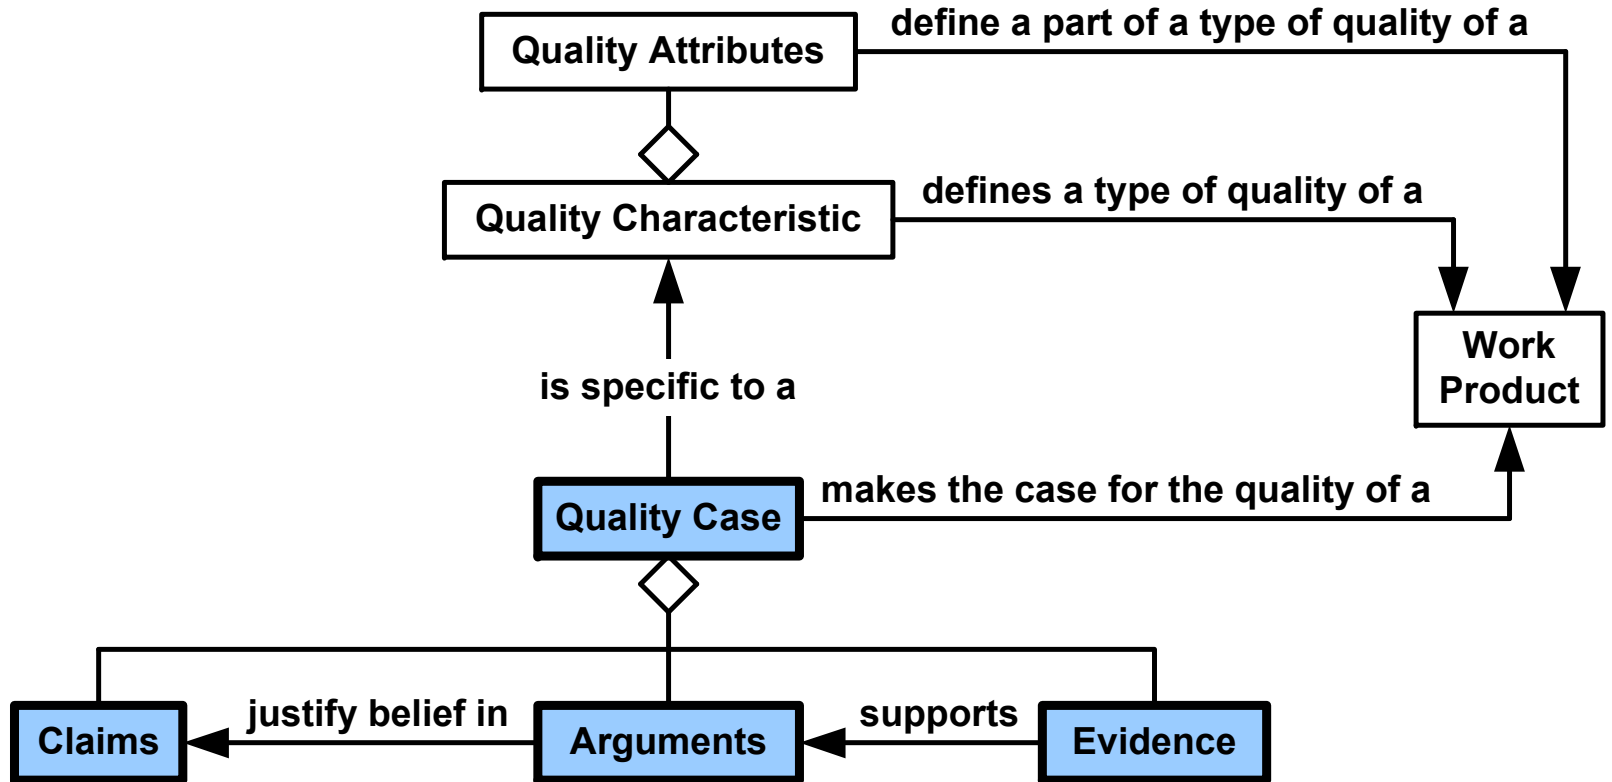 define a part of a type of quality of a
Quality Attributes
defines a type of quality of a
Quality Characteristic
Work
Product
is specific to a
makes the case for the quality of a
Quality Case
justify belief in
supports
Claims
Arguments
Evidence